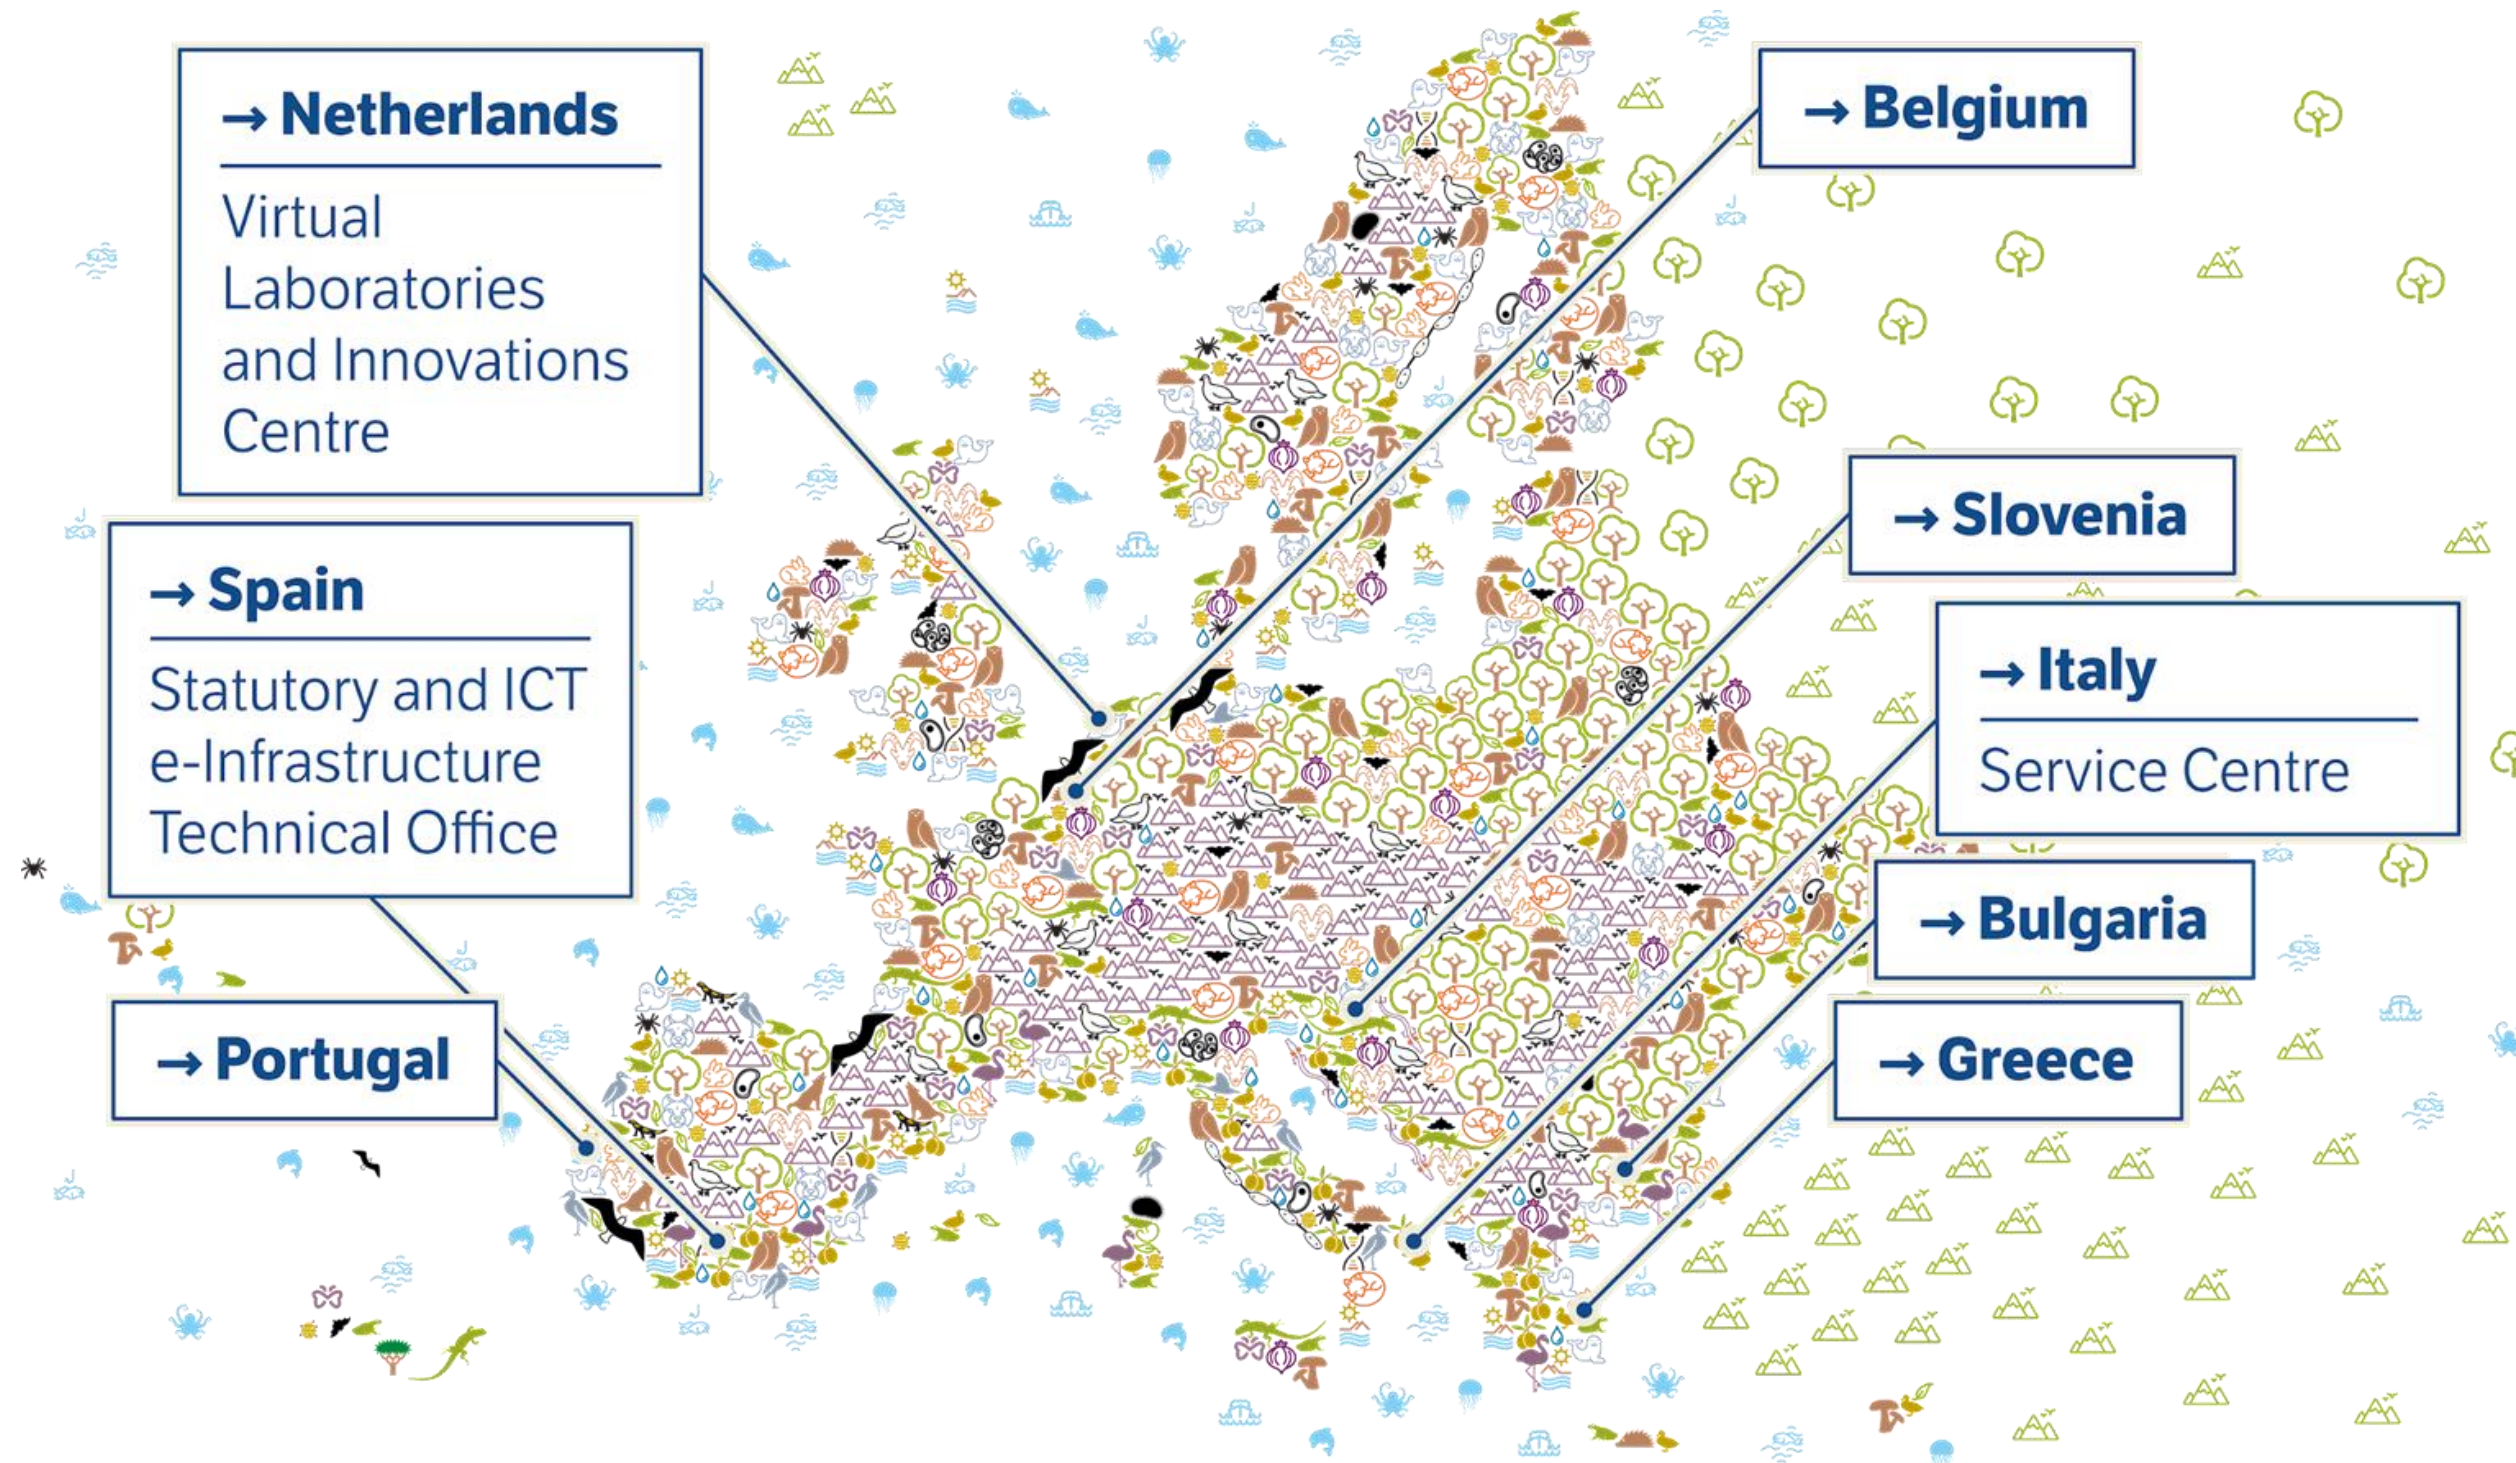 → Netherlands
Virtual
Laboratories
and Innovations
Centre
→ Spain
Statutory and ICT
e-Infrastructure
Technical Office
→ Portugal
→ Belgium
→ Slovenia
→ Italy
Service Centre
→ Bulgaria
→ Greece